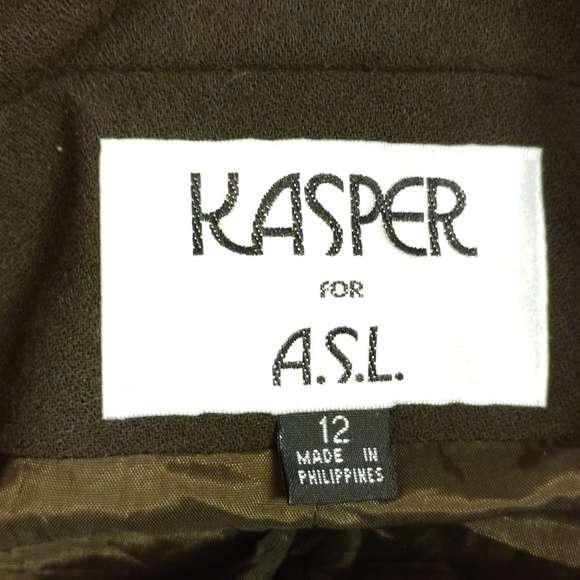 KASPER
FOR
A.S.L.
12
MADE IN
PHILIPPINES